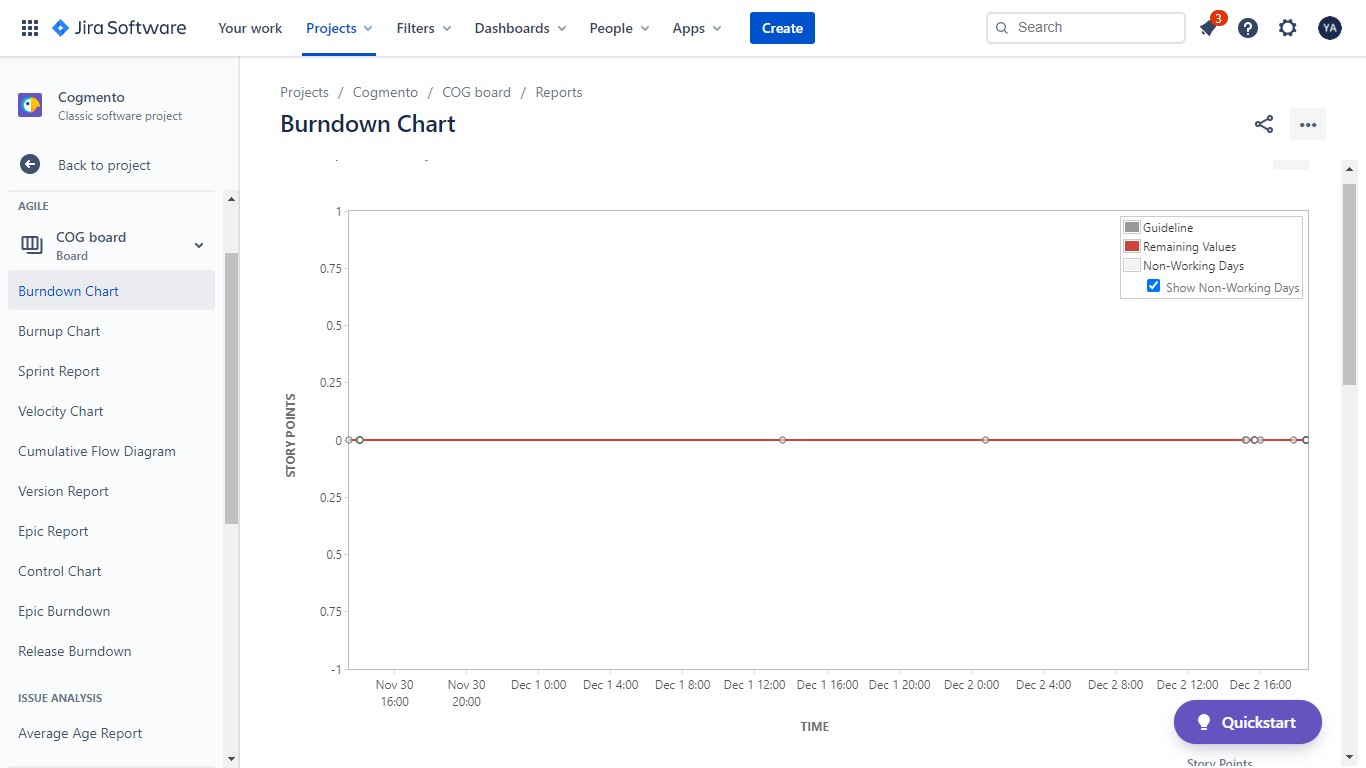 Jira Software
Your work
Projects
Filters
Dashboards
People
Apps
Create
Search
3
YA
Cogmento
Classic software project
Back to project
AGILE
COG board
Board
Burndown Chart
Burnup Chart
Sprint Report
Velocity Chart
Cumulative Flow Diagram
Version Report
Epic Report
Control Chart
Epic Burndown
Release Burndown
ISSUE ANALYSIS
Average Age Report
Projects / Cogmento / COG board / Reports
Burndown Chart
1
0.75
0.5
0.25
0
0.25
0.5
0.75
-1
STORY POINTS
Guideline
Remaining Values
Non-Working Days
Show Non-Working Days
Nov 30 16:00
Nov 30 20:00
Dec 1 0:00
Dec 1 4:00
Dec 1 8:00
Dec 1 12:00
Dec 1 16:00
Dec 1 20:00
Dec 2 0:00
Dec 2 4:00
Dec 2 8:00
Dec 2 12:00
Dec 2 16:00
TIME
Quickstart
Story Points